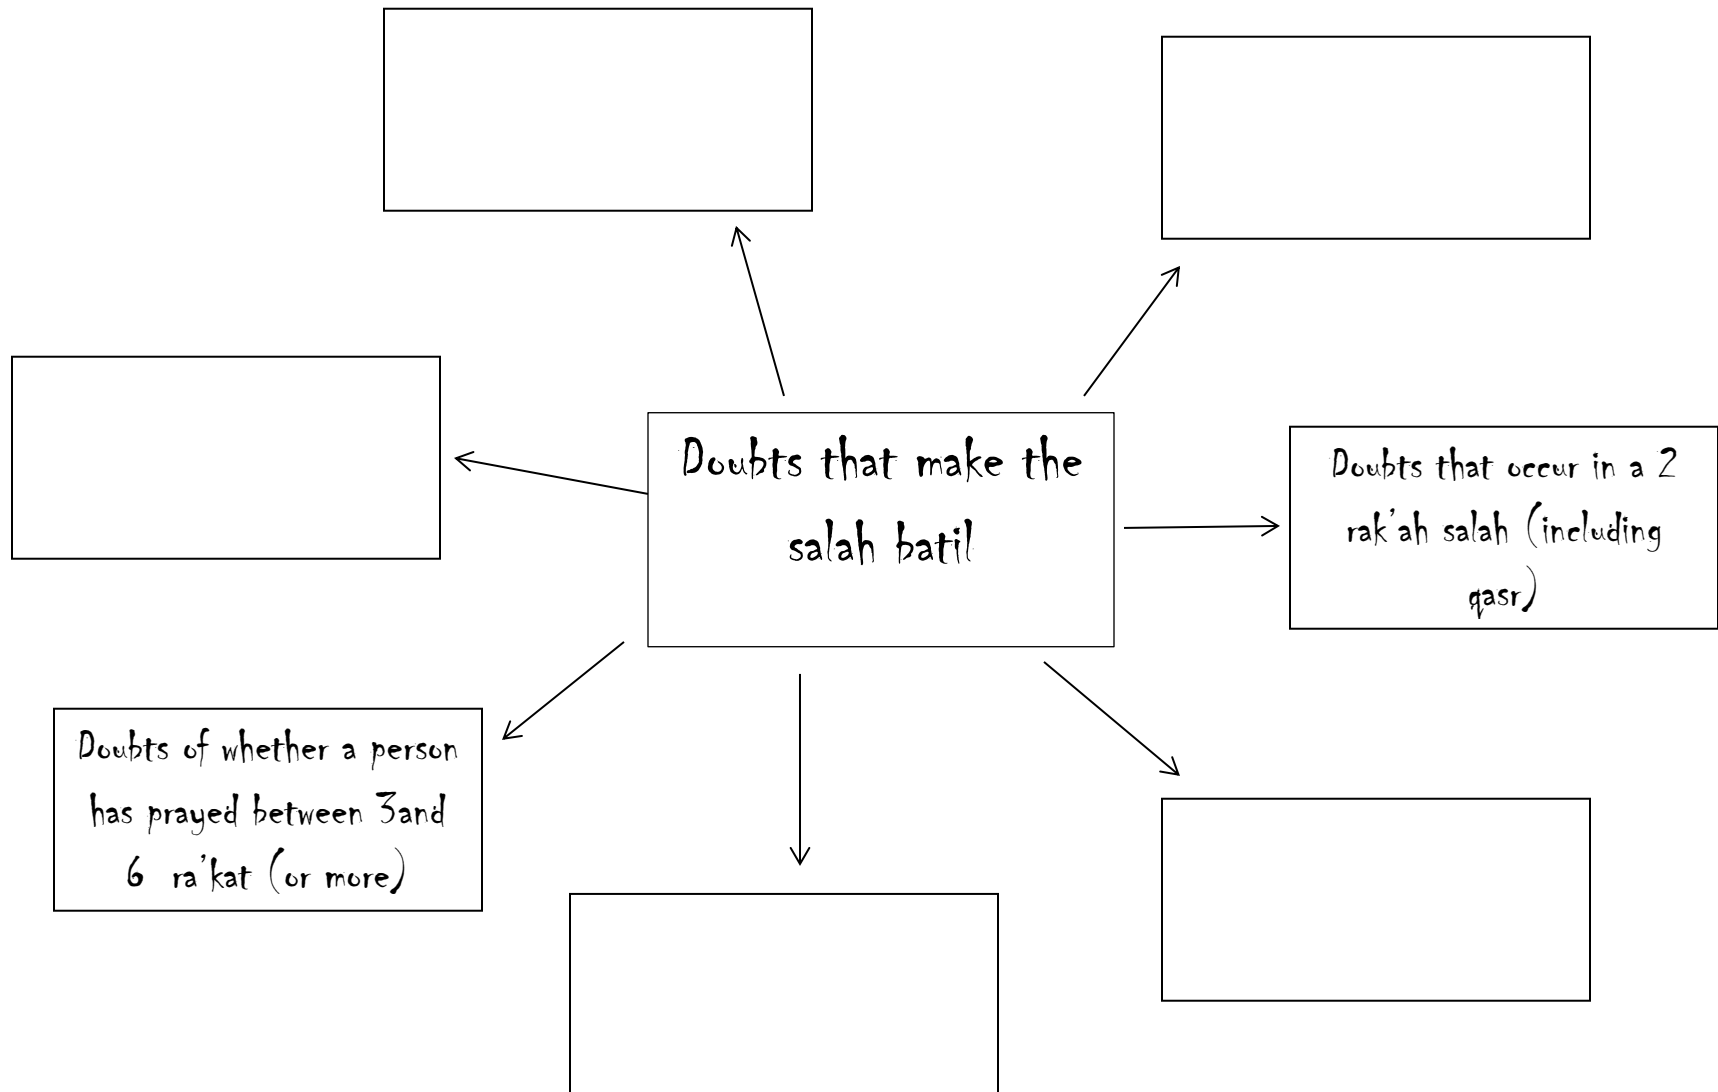 Doubts that make the
salah batil
Doubts that occur in a 2
rak'ah salah (including
qasr)
Doubts of whether a person
has prayed between 3and
6 ra'kat (or more)